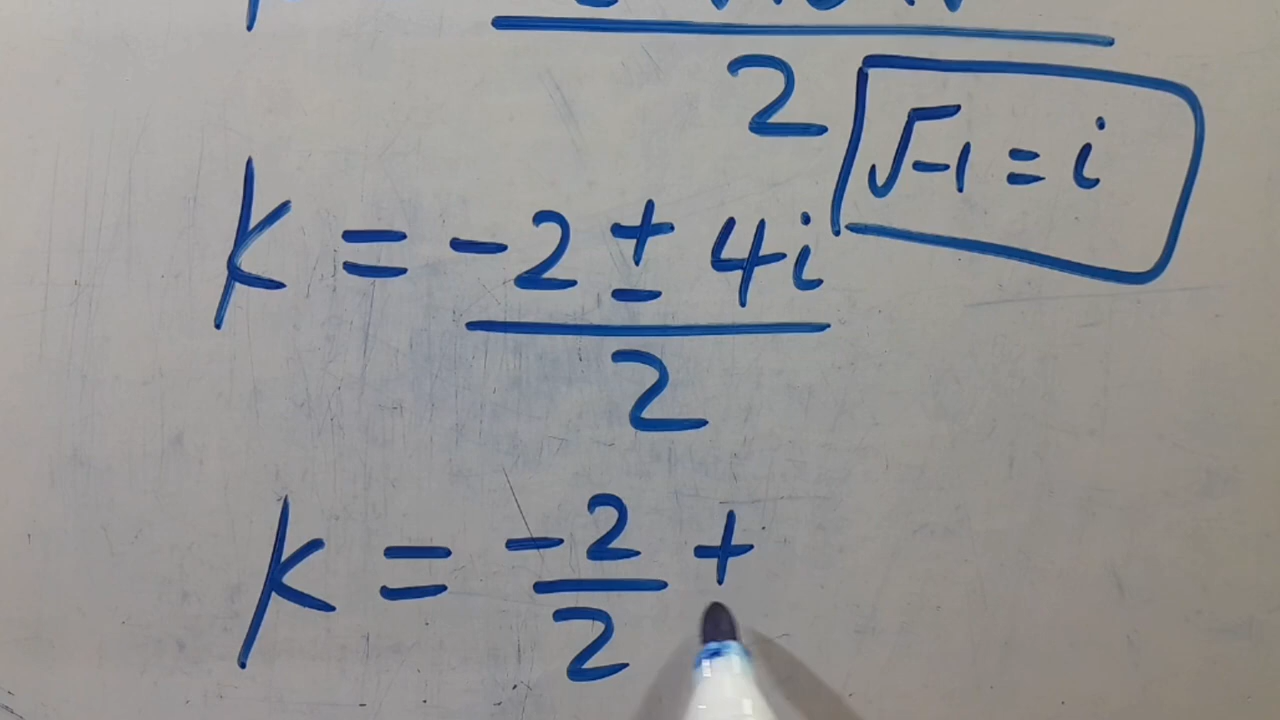 2
√-1 = i
k = -2 ± 4i
2
k = -2 +
2